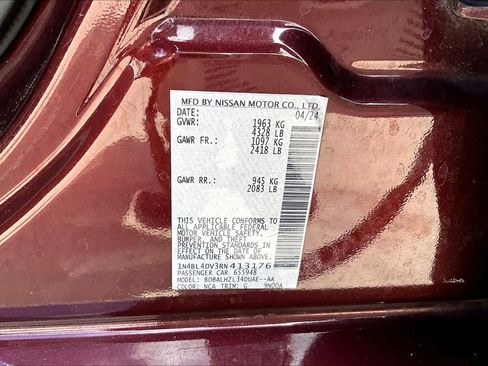 MFD BY NISSAN MOTOR CO., LTD.
DATE: 04/24
GVWR: 1963 KG
4328 LB
GAWR FR: 1097 KG
2418 LB
GAWR RR: 945 KG
2083 LB
THIS VEHICLE CONFORMS TO
ALL APPLICABLE FEDERAL
MOTOR VEHICLE SAFETY,
BUMPER, AND THEFT
PREVENTION STANDARDS IN
EFFECT ON THE DATE OF
MANUFACTURE SHOWN ABOVE.
1N4BL4DV3RN413176
PASSENGER CAR 655948
MODEL: BDBALHZL34DUAE--AA
COLOR: NCA TRIM: G 9N00A